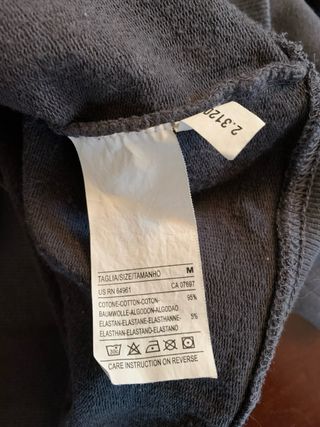 2.3120
TAGLIA/SIZE/TAMANHO M
US RN 64961 CA 07697
COTONE-COTTON-COTON- 95%
BAUMWOLLE-ALGODON-ALGODAO
ELASTAN-ELASTANE-ELASTHANNE- 5%
ELASTHAN-ELASTANO-ELASTANO
CARE INSTRUCTION ON REVERSE